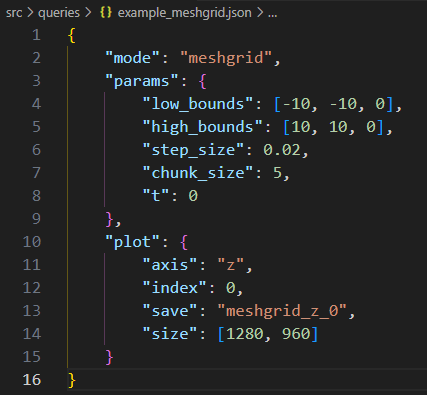 src > queries > {} example_meshgrid.json > ...
1 {
2     "mode": "meshgrid",
3     "params": {
4         "low_bounds": [-10, -10, 0],
5         "high_bounds": [10, 10, 0],
6         "step_size": 0.02,
7         "chunk_size": 5,
8         "t": 0
9     },
10     "plot": {
11         "axis": "z",
12         "index": 0,
13         "save": "meshgrid_z_0",
14         "size": [1280, 960]
15     }
16 }